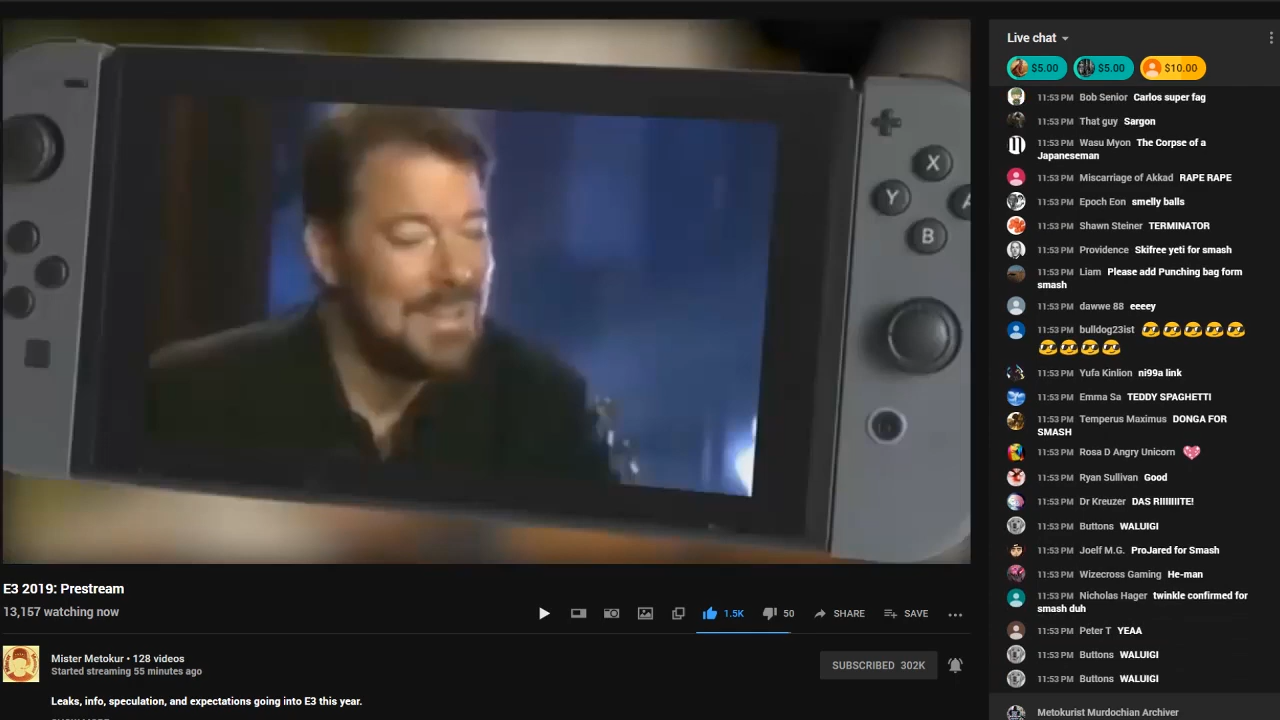 Live chat
$5.00 $5.00 $10.00
11:53 PM Bob Senior Carlos super fag
11:53 PM That guy Sargon
11:53 PM Wasu Myon The Corpse of a
Japaneseman
11:53 PM Miscarriage of Akkad RAPE RAPE
11:53 PM Epoch Eon smelly balls
11:53 PM Shawn Steiner TERMINATOR
11:53 PM Providence Skifree yeti for smash
11:53 PM Liam Please add Punching bag form
smash
11:53 PM dawwe 88 eeeey
11:53 PM bulldog23ist
11:53 PM Yufa Kinlion ni99a link
11:53 PM Emma Sa TEDDY SPAGHETTI
11:53 PM Temperus Maximus DONGA FOR
SMASH
11:53 PM Rosa D Angry Unicorn
11:53 PM Ryan Sullivan Good
11:53 PM Dr Kreuzer DAS RIIIIIIITE!
11:53 PM Buttons WALUIGI
11:53 PM Joelf M.G. ProJared for Smash
11:53 PM Wizecross Gaming He-man
11:53 PM Nicholas Hager twinkle confirmed for
smash duh
11:53 PM Peter T YEAA
11:53 PM Buttons WALUIGI
11:53 PM Buttons WALUIGI
Metokurist Murdochian Archiver
X
Y
A
B
E3 2019: Prestream
13,157 watching now
1.5K 50 SHARE SAVE
Mister Metokur • 128 videos
Started streaming 55 minutes ago
SUBSCRIBED 302K
Leaks, info, speculation, and expectations going into E3 this year.
SHOW MORE